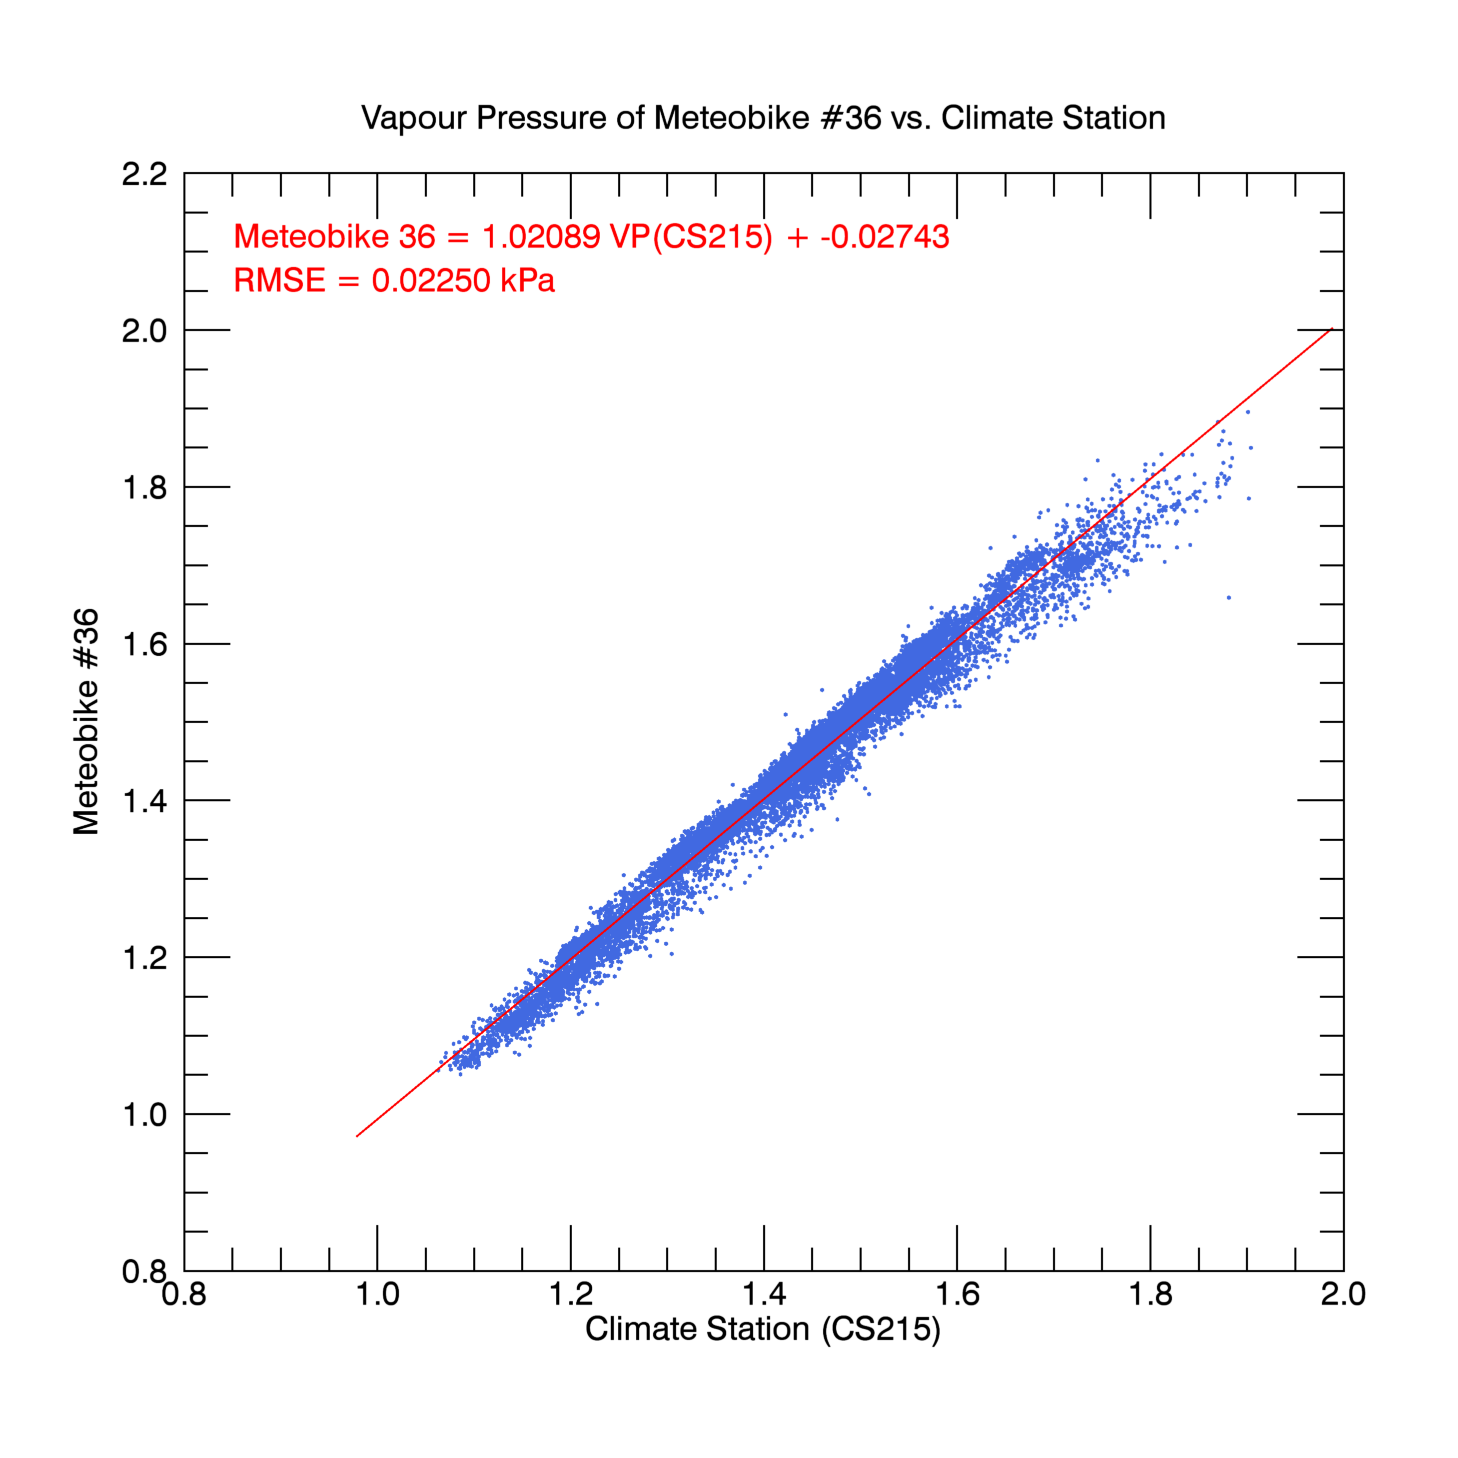 Vapour Pressure of Meteobike #36 vs. Climate Station
2.2
Meteobike 36 = 1.02089 VP(CS215) + -0.02743
RMSE = 0.02250 kPa
2.0
1.8
1.6
Meteobike #36
1.4
1.2
1.0
0.8
0.8 1.0 1.2 1.4 1.6 1.8 2.0
Climate Station (CS215)